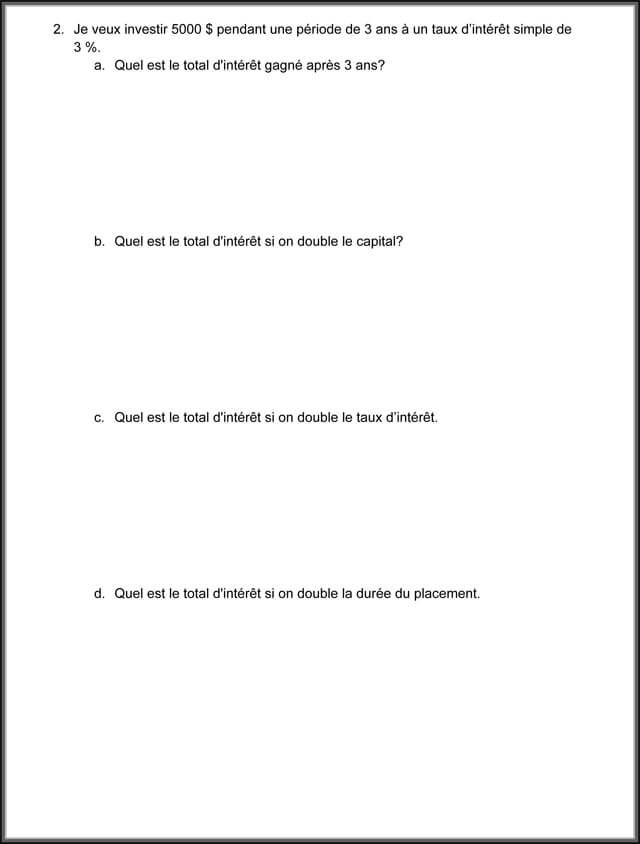 2. Je veux investir 5000 $ pendant une période de 3 ans à un taux d'intérêt simple de
3 %.
a. Quel est le total d'intérêt gagné après 3 ans?
b. Quel est le total d'intérêt si on double le capital?
c. Quel est le total d'intérêt si on double le taux d'intérêt.
d. Quel est le total d'intérêt si on double la durée du placement.